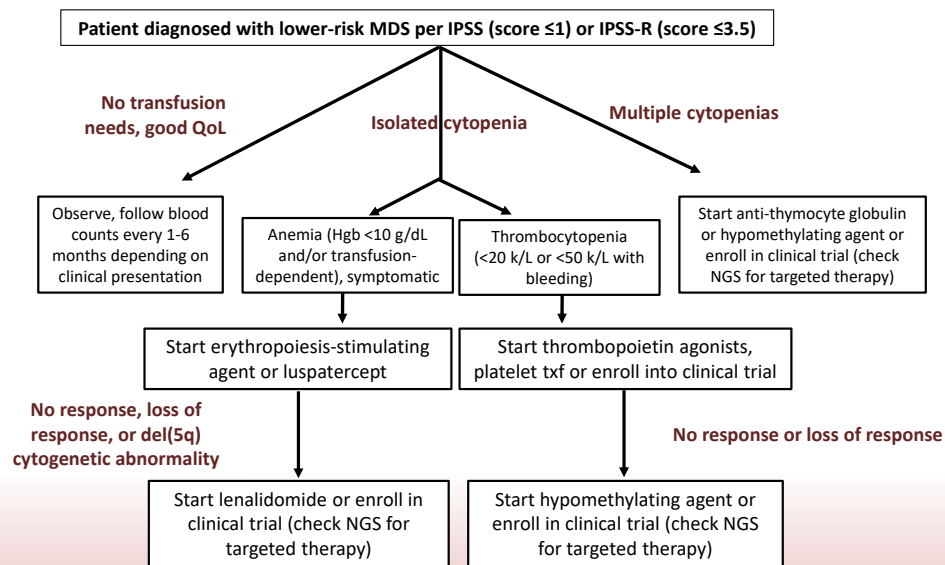 Patient diagnosed with lower-risk MDS per IPSS (score ≤1) or IPSS-R (score ≤3.5)
No transfusion
needs, good QoL
Isolated cytopenia
Multiple cytopenias
Observe, follow blood
counts every 1-6
months depending on
clinical presentation
Anemia (Hgb <10 g/dL
and/or transfusion-
dependent), symptomatic
Thrombocytopenia
(<20 k/L or <50 k/L with
bleeding)
Start anti-thymocyte globulin
or hypomethylating agent or
enroll in clinical trial (check
NGS for targeted therapy)
Start erythropoiesis-stimulating
agent or luspatercept
Start thrombopoietin agonists,
platelet txf or enroll into clinical trial
No response, loss of
response, or del(5q)
cytogenetic abnormality
No response or loss of response
Start lenalidomide or enroll in
clinical trial (check NGS for
targeted therapy)
Start hypomethylating agent or
enroll in clinical trial (check NGS
for targeted therapy)